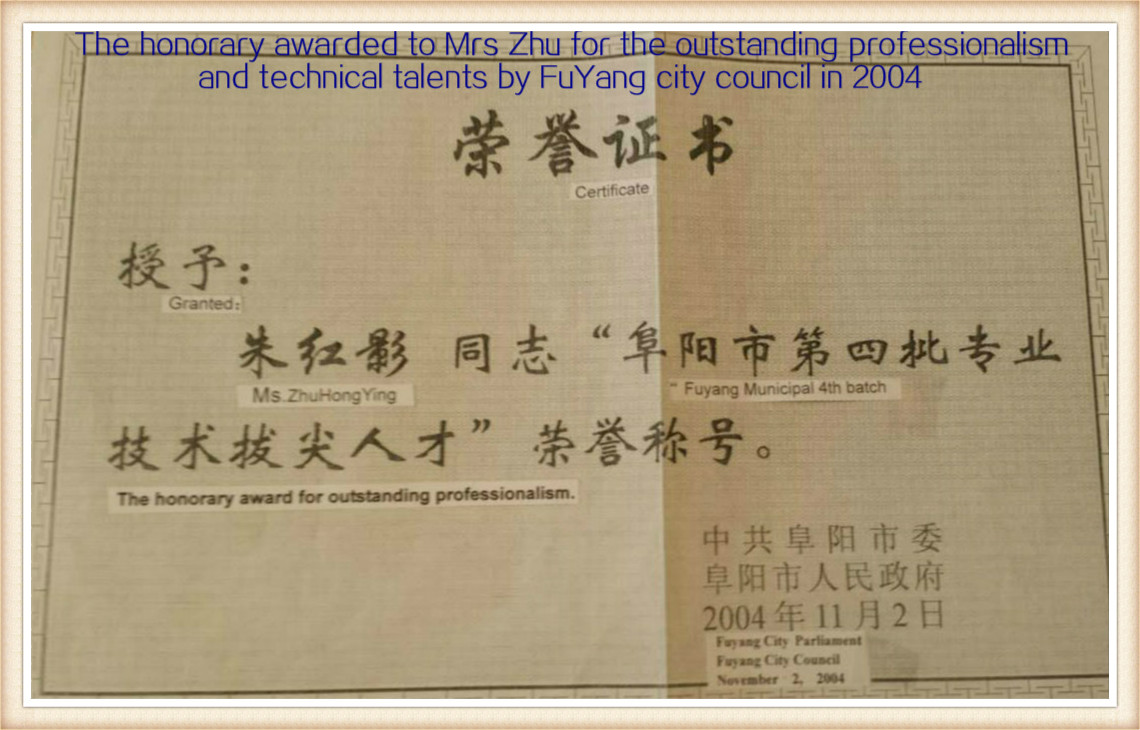 The honorary awarded to Mrs Zhu for the outstanding professionalism
and technical talents by FuYang city council in 2004
荣誉证书
Certificate
授予：
Granted:
朱红影 同志 “阜阳市第四批专业
Ms.ZhuHongYing
" Fuyang Municipal 4th batch
技术拔尖人才” 荣誉称号。
The honorary award for outstanding professionalism.
中共阜阳市委
阜阳市人民政府
2004年11月2日
Fuyang City Parliament
Fuyang City Council
November 2, 2004